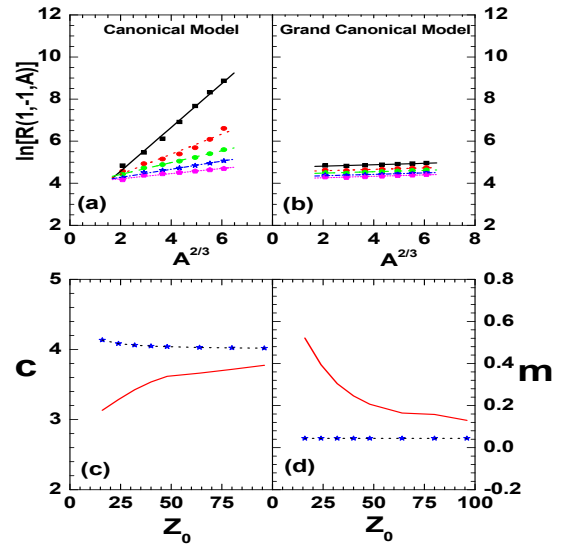 Canonical Model
Grand Canonical Model
ln[R(1,-1,A)]
12
10
8
6
4
2
12
10
8
6
4
2
(a)
(b)
0 2 4 6
0 2 4 6 8
A^{2/3}
A^{2/3}
5
4
3
2
0.8
0.6
0.4
0.2
0.0
-0.2
c
m
(c)
(d)
0 25 50 75
0 25 50 75 100
Z_0
Z_0